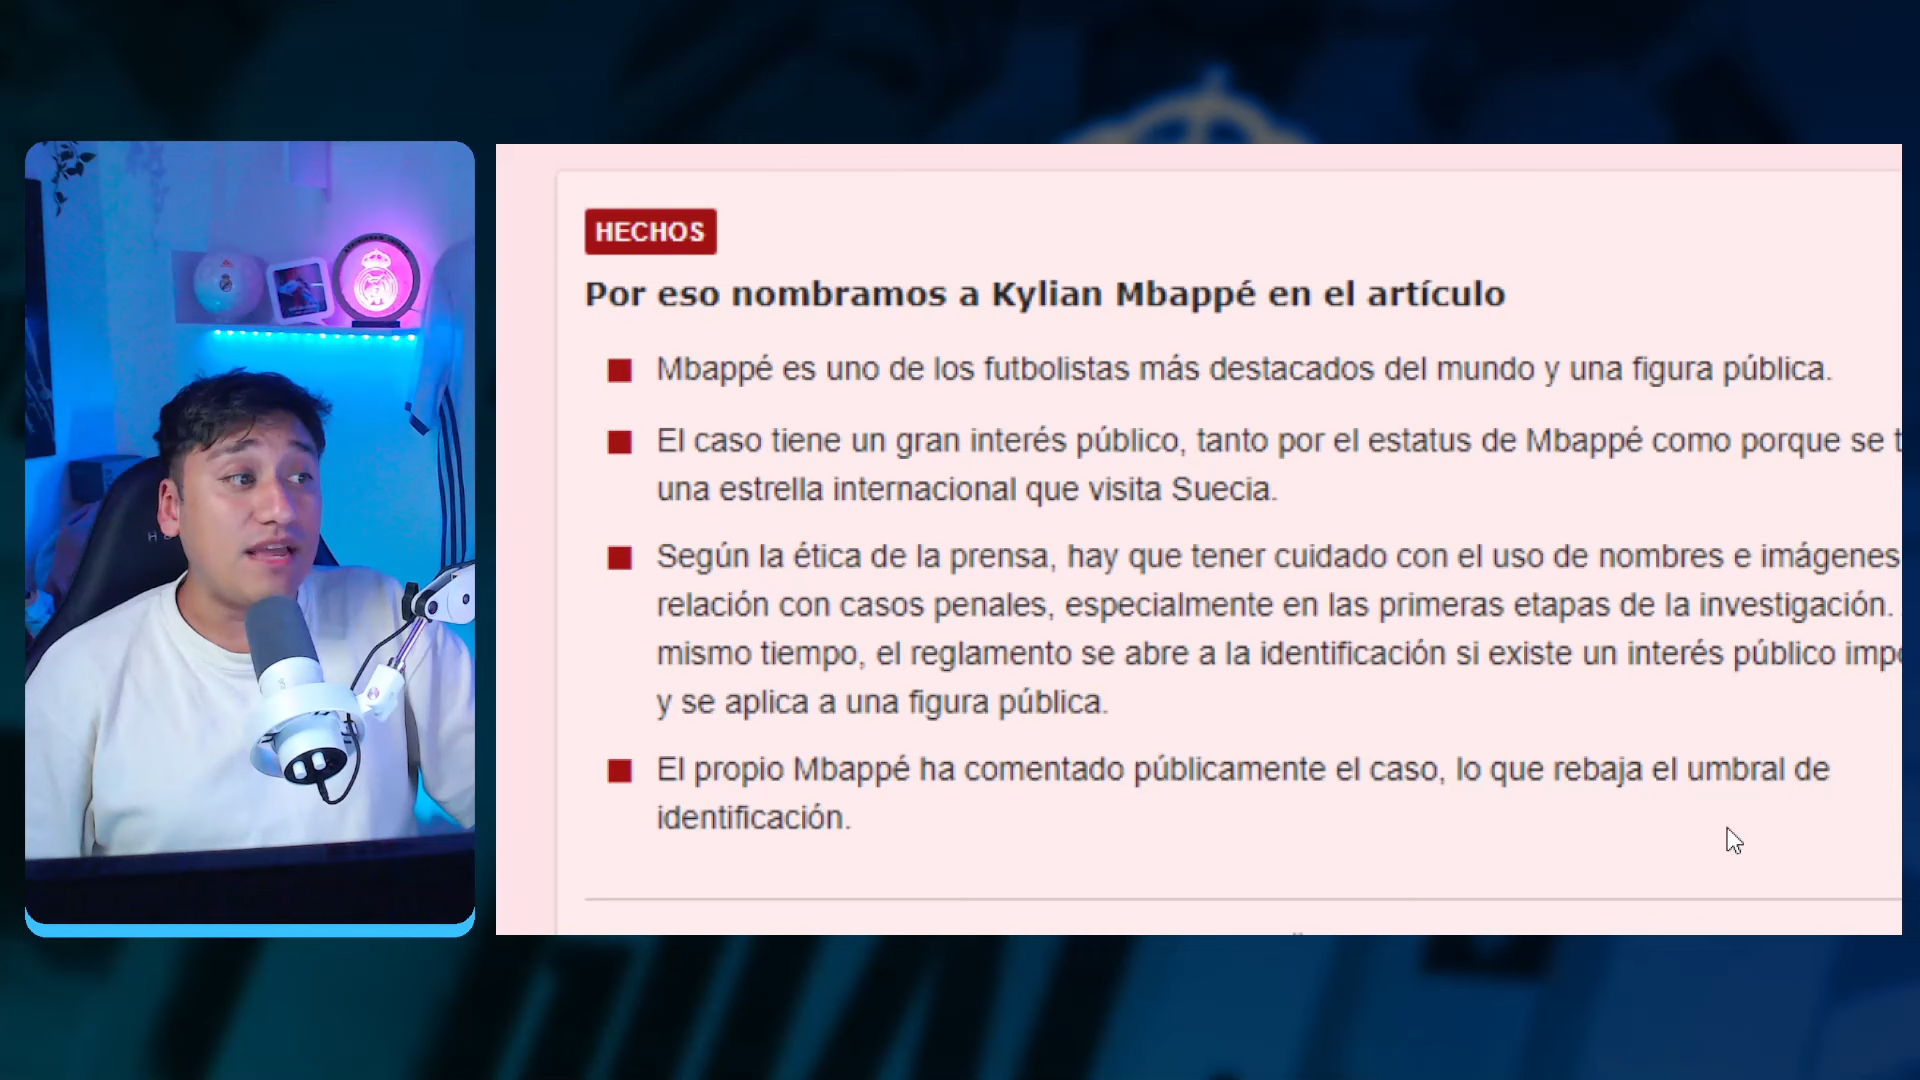 HECHOS
Por eso nombramos a Kylian Mbappé en el artículo
Mbappé es uno de los futbolistas más destacados del mundo y una figura pública.
El caso tiene un gran interés público, tanto por el estatus de Mbappé como porque se t
una estrella internacional que visita Suecia.
Según la ética de la prensa, hay que tener cuidado con el uso de nombres e imágenes
relación con casos penales, especialmente en las primeras etapas de la investigación.
mismo tiempo, el reglamento se abre a la identificación si existe un interés público imp
y se aplica a una figura pública.
El propio Mbappé ha comentado públicamente el caso, lo que rebaja el umbral de
identificación.